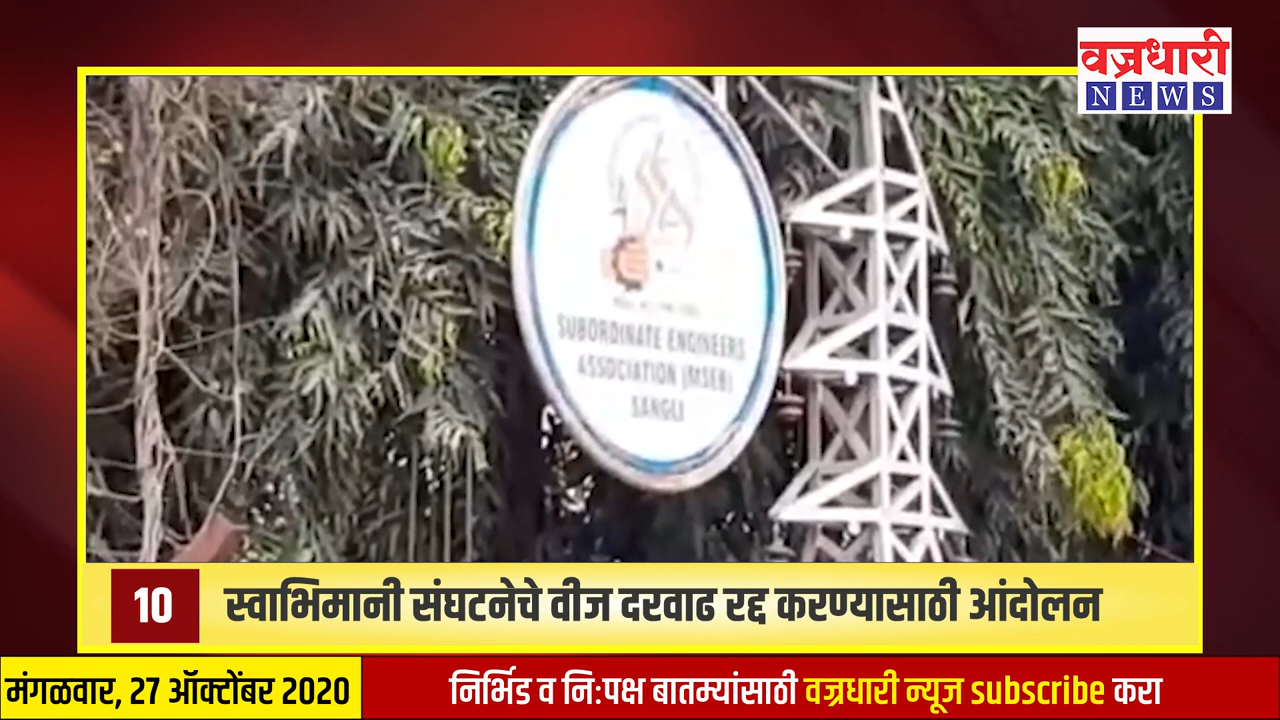 वज्रधारी
NEWS
SUBORDINATE ENGINEERS
ASSOCIATION (MSEB)
SANGLI
10 स्वाभिमानी संघटनेचे वीज दरवाढ रद्द करण्यासाठी आंदोलन
मंगळवार, 27 ऑक्टोंबर 2020
निर्भिड व नि:पक्ष बातम्यांसाठी वज्रधारी न्यूज subscribe करा